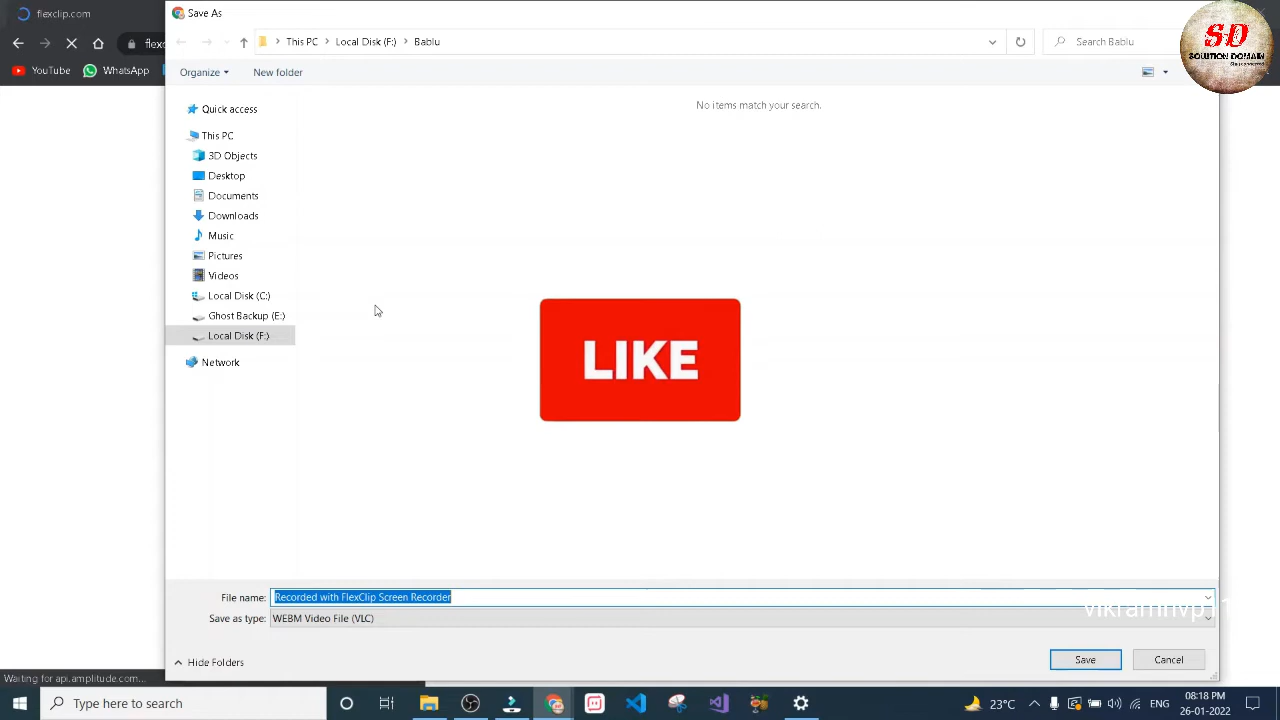 flexclip.com
Save As
This PC
Local Disk (F:)
Bablu
Search Bablu
SD
SOLUTION DOMAIN
YouTube
WhatsApp
Organize
New folder
No items match your search.
Quick access
This PC
3D Objects
Desktop
Documents
Downloads
Music
Pictures
Videos
Local Disk (C:)
Ghost Backup (E:)
Local Disk (F:)
Network
LIKE
File name:
Recorded with FlexClip Screen Recorder
Save as type:
WEBM Video File (VLC)
Hide Folders
Save
Cancel
Waiting for api.amplitude.com...
Type here to search
23°C
ENG
08:18 PM
26-01-2022